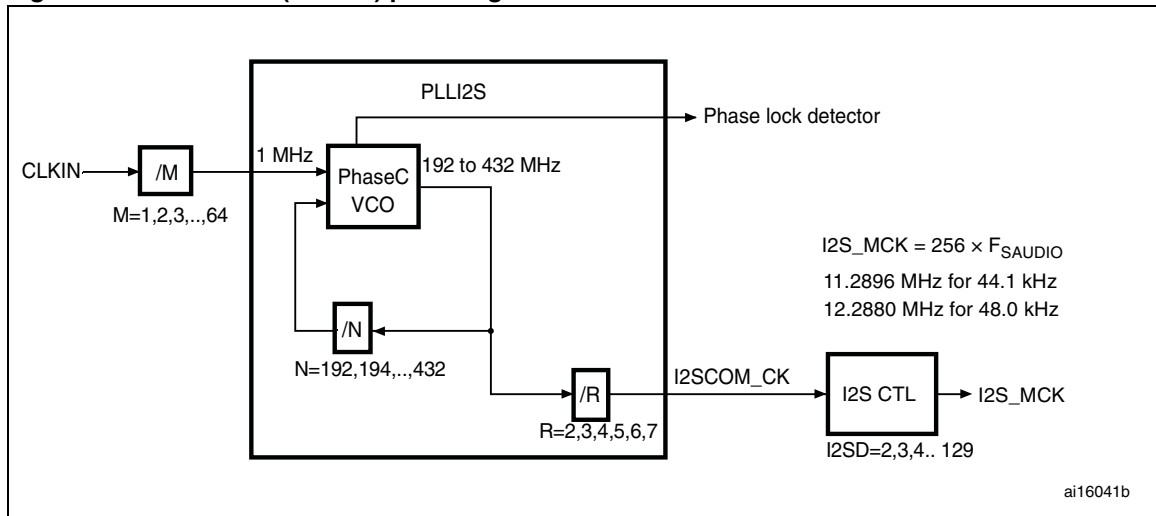 PLLI2S
Phase lock detector
CLKIN
/M
1 MHz
PhaseC
VCO
192 to 432 MHz
M=1,2,3,..,64
I2S_MCK = 256 × FSAUDIO
11.2896 MHz for 44.1 kHz
12.2880 MHz for 48.0 kHz
/N
N=192,194,..,432
/R
R=2,3,4,5,6,7
I2SCOM_CK
I2S CTL
I2S_MCK
I2SD=2,3,4.. 129
ai16041b